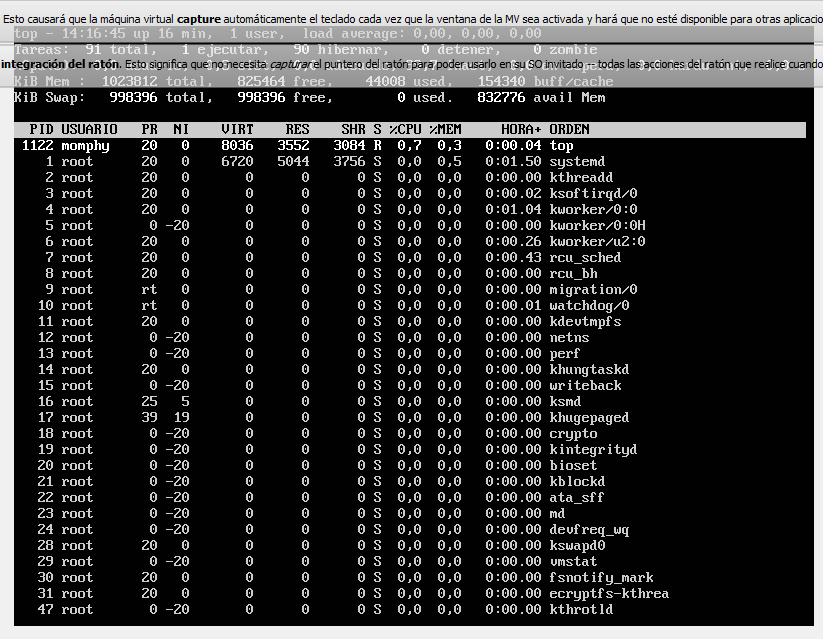 Esto causará que la máquina virtual capture automáticamente el teclado cada vez que la ventana de la MV sea activada y hará que no esté disponible para otras aplicacio
top - 14:16:45 up 16 min, 1 user, load average: 0,00, 0,00, 0,00
Tareas: 91 total, 1 ejecutar, 90 hibernar, 0 detener, 0 zombie
integración del ratón. Esto significa que no necesita capturar el puntero del ratón para poder usarlo en su SO invitado -- todas las acciones del ratón que realice cuando
KiB Mem : 1023812 total, 825464 free, 44008 used, 154340 buff/cache
KiB Swap: 998396 total, 998396 free, 0 used. 832776 avail Mem
PID USUARIO PR NI VIRT RES SHR S %CPU %MEM HORA+ ORDEN
1122 momphy 20 0 8036 3552 3084 R 0,7 0,3 0:00.04 top
1 root 20 0 6720 5044 3756 S 0,0 0,5 0:01.50 systemd
2 root 20 0 0 0 0 S 0,0 0,0 0:00.00 kthreadd
3 root 20 0 0 0 0 S 0,0 0,0 0:00.02 ksoftirqd/0
4 root 20 0 0 0 0 S 0,0 0,0 0:01.04 kworker/0:0
5 root 0 -20 0 0 0 S 0,0 0,0 0:00.00 kworker/0:0H
6 root 20 0 0 0 0 S 0,0 0,0 0:00.26 kworker/u2:0
7 root 20 0 0 0 0 S 0,0 0,0 0:00.43 rcu_sched
8 root 20 0 0 0 0 S 0,0 0,0 0:00.00 rcu_bh
9 root rt 0 0 0 0 S 0,0 0,0 0:00.00 migration/0
10 root rt 0 0 0 0 S 0,0 0,0 0:00.01 watchdog/0
11 root 20 0 0 0 0 S 0,0 0,0 0:00.00 kdevtmpfs
12 root 0 -20 0 0 0 S 0,0 0,0 0:00.00 netns
13 root 0 -20 0 0 0 S 0,0 0,0 0:00.00 perf
14 root 20 0 0 0 0 S 0,0 0,0 0:00.00 khungtaskd
15 root 0 -20 0 0 0 S 0,0 0,0 0:00.00 writeback
16 root 25 5 0 0 0 S 0,0 0,0 0:00.00 ksmd
17 root 39 19 0 0 0 S 0,0 0,0 0:00.00 khugepaged
18 root 0 -20 0 0 0 S 0,0 0,0 0:00.00 crypto
19 root 0 -20 0 0 0 S 0,0 0,0 0:00.00 kintegrityd
20 root 0 -20 0 0 0 S 0,0 0,0 0:00.00 bioset
21 root 0 -20 0 0 0 S 0,0 0,0 0:00.00 kblockd
22 root 0 -20 0 0 0 S 0,0 0,0 0:00.00 ata_sff
23 root 0 -20 0 0 0 S 0,0 0,0 0:00.00 md
24 root 0 -20 0 0 0 S 0,0 0,0 0:00.00 devfreq_wq
28 root 20 0 0 0 0 S 0,0 0,0 0:00.00 kswapd0
29 root 0 -20 0 0 0 S 0,0 0,0 0:00.00 vmstat
30 root 20 0 0 0 0 S 0,0 0,0 0:00.00 fsnotify_mark
31 root 20 0 0 0 0 S 0,0 0,0 0:00.00 ecryptfs-kthrea
47 root 0 -20 0 0 0 S 0,0 0,0 0:00.00 kthrotld